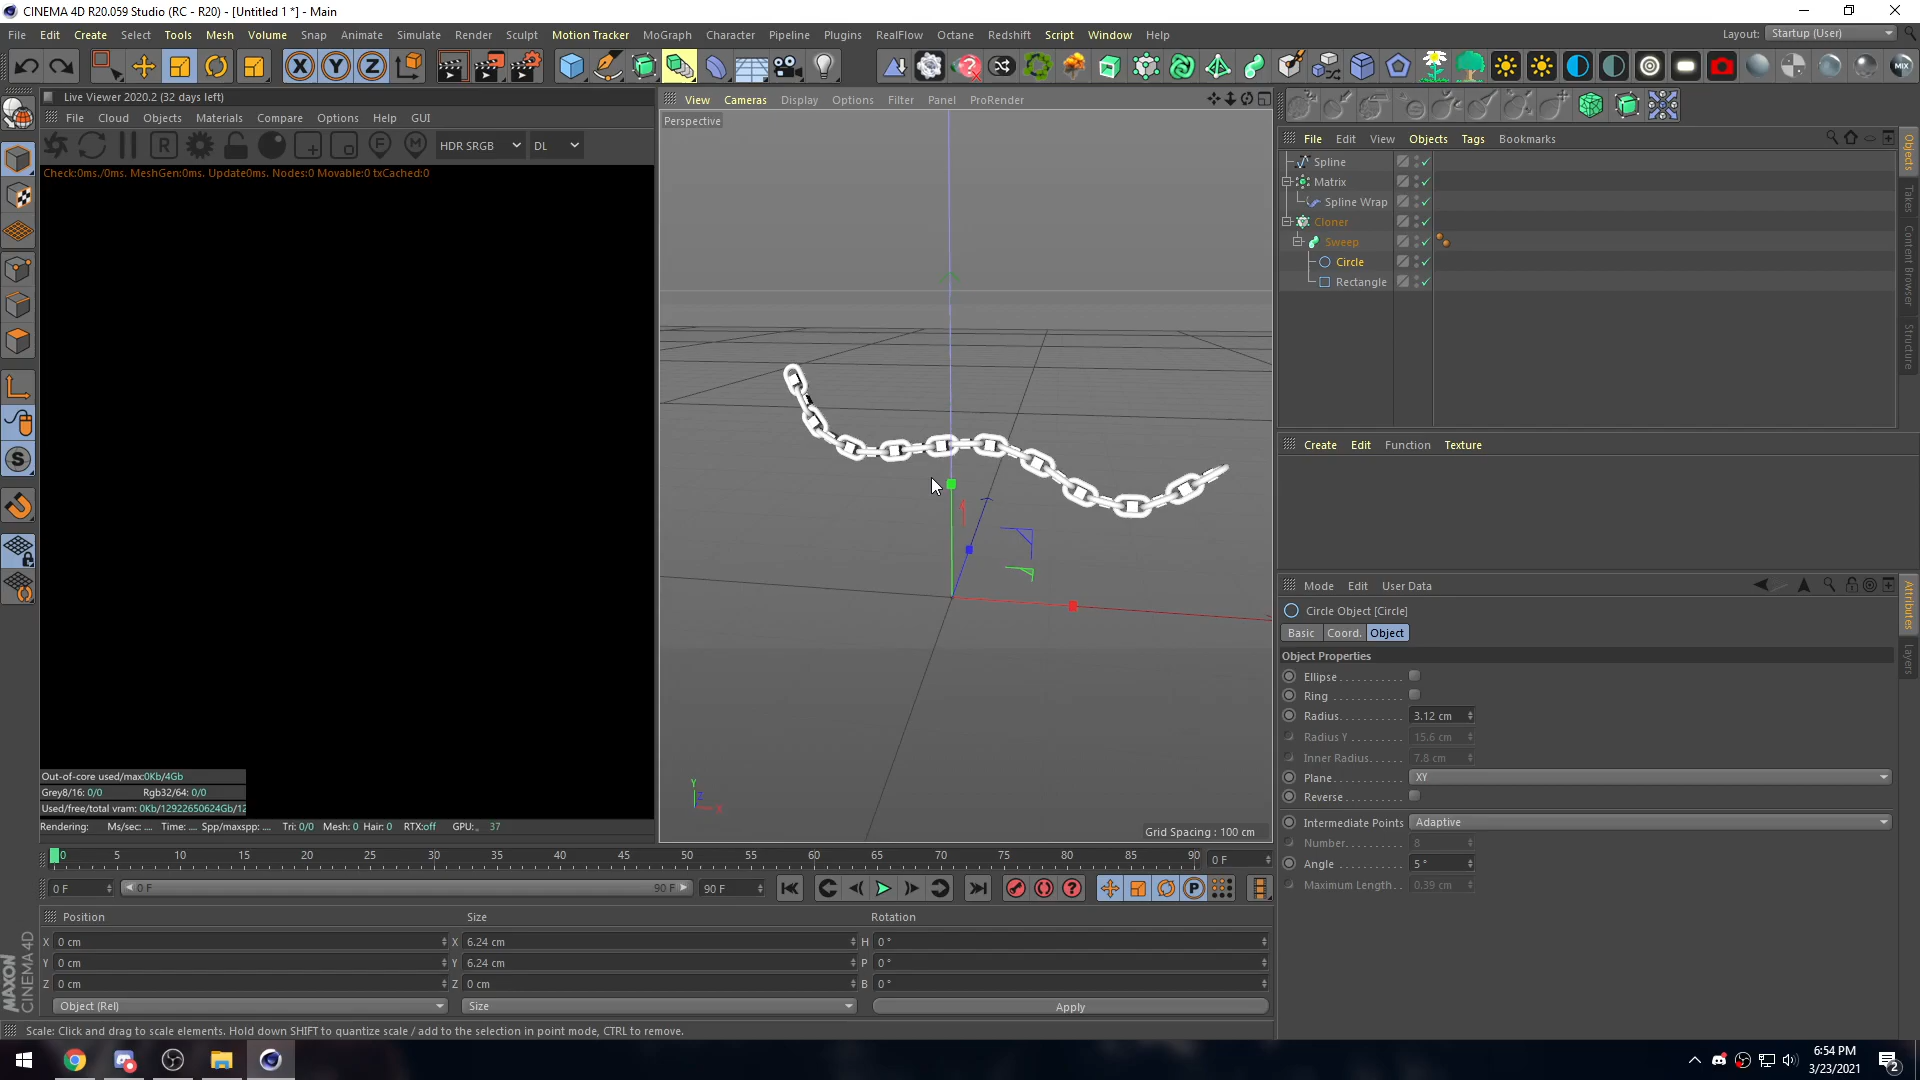 CINEMA 4D R20.059 Studio (RC - R20) - [Untitled 1 *] - Main
File Edit Create Select Tools Mesh Volume Snap Animate Simulate Render Sculpt Motion Tracker MoGraph Character Pipeline Plugins RealFlow Octane Redshift Script Window Help
Layout: Startup (User)
X Y Z
MIX
Live Viewer 2020.2 (32 days left)
File Cloud Objects Materials Compare Options Help GUI
R F M HDR SRGB DL
Check:0ms./0ms. MeshGen:0ms. Update0ms. Nodes:0 Movable:0 txCached:0
Out-of-core used/max:0Kb/4Gb
Grey8/16: 0/0 Rgb32/64: 0/0
Used/free/total vram: 0Kb/12922650624Gb/12
Rendering: Ms/sec: .... Time: .... Spp/maxspp: .... Tri: 0/0 Mesh: 0 Hair: 0 RTX:off GPU:. 37
View Cameras Display Options Filter Panel ProRender
Perspective
Y
Z
X
Grid Spacing : 100 cm
File Edit View Objects Tags Bookmarks
Spline
Matrix
Spline Wrap
Cloner
Sweep
Circle
Rectangle
Objects
Takes
Content Browser
Structure
Create Edit Function Texture
Mode Edit User Data
Circle Object [Circle]
Basic Coord. Object
Object Properties
Ellipse
Ring
Radius 3.12 cm
Radius Y 15.6 cm
Inner Radius 7.8 cm
Plane XY
Reverse
Intermediate Points Adaptive
Number 8
Angle 5 °
Maximum Length 0.39 cm
Attributes
Layers
0 5 10 15 20 25 30 35 40 45 50 55 60 65 70 75 80 85 90 0 F
0 F 0 F 90 F 90 F
P
Position Size Rotation
X 0 cm X 6.24 cm H 0 °
Y 0 cm Y 6.24 cm P 0 °
Z 0 cm Z 0 cm B 0 °
Object (Rel) Size Apply
MAXON
CINEMA 4D
Scale: Click and drag to scale elements. Hold down SHIFT to quantize scale / add to the selection in point mode, CTRL to remove.
6:54 PM
3/23/2021
2